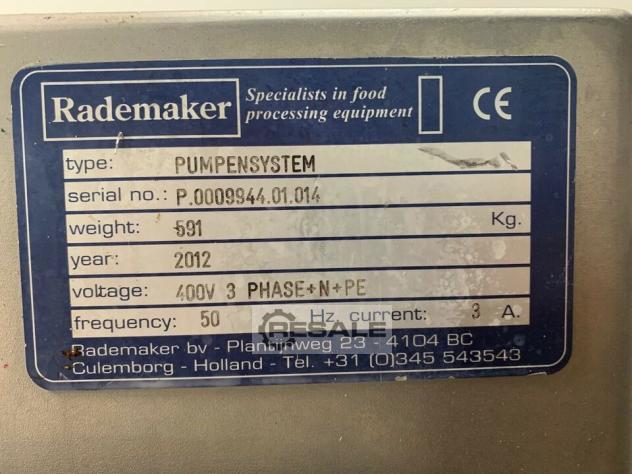 Rademaker
Specialists in food
processing equipment
CE
type: PUMPENSYSTEM
serial no.: P.0009944.01.014
weight: 591 Kg.
year: 2012
voltage: 400V 3 PHASE+N+PE
frequency: 50 Hz. current: 3 A.
RESALE
Rademaker bv - Plantijnweg 23 - 4104 BC
Culemborg - Holland - Tel. +31 (0)345 543543